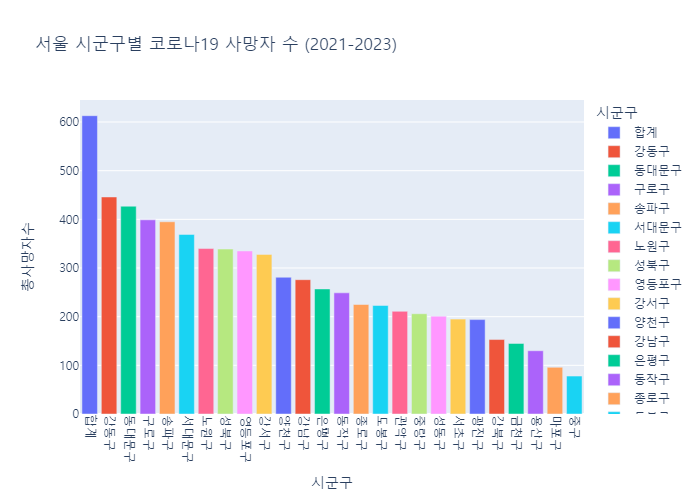 서울 시군구별 코로나19 사망자 수 (2021-2023)
총사망자수
600
500
400
300
200
100
0
합계
강동구
동대문구
구로구
송파구
서대문구
노원구
성북구
영등포구
강서구
양천구
강남구
은평구
동작구
종로구
도봉구
관악구
중랑구
성동구
서초구
광진구
강북구
금천구
용산구
마포구
중구
시군구
시군구
합계
강동구
동대문구
구로구
송파구
서대문구
노원구
성북구
영등포구
강서구
양천구
강남구
은평구
동작구
종로구